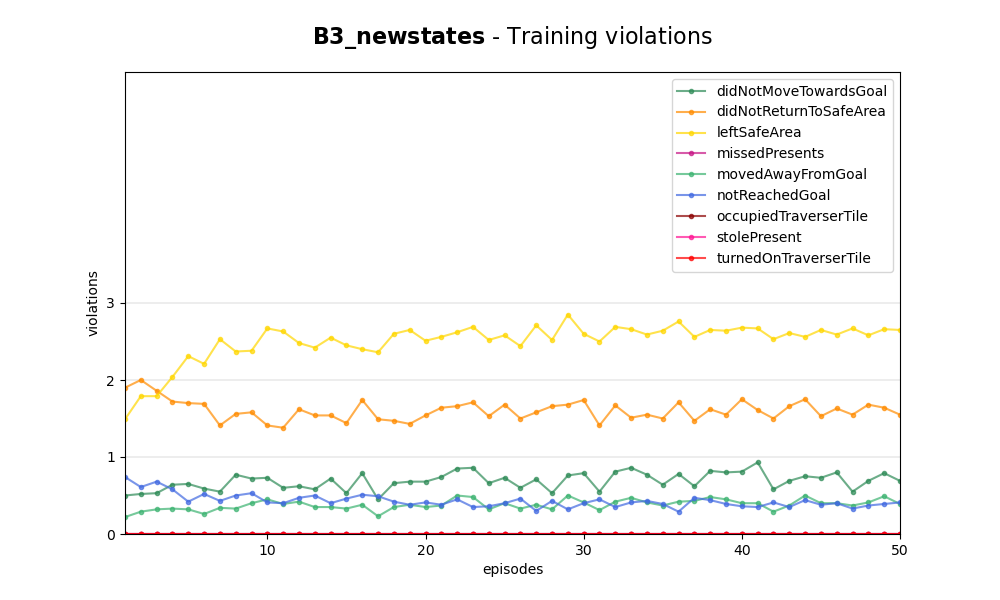 B3_newstates - Training violations
didNotMoveTowardsGoal
didNotReturnToSafeArea
leftSafeArea
missedPresents
movedAwayFromGoal
notReachedGoal
occupiedTraverserTile
stolePresent
turnedOnTraverserTile
violations
3
2
1
0
10 20 30 40 50
episodes